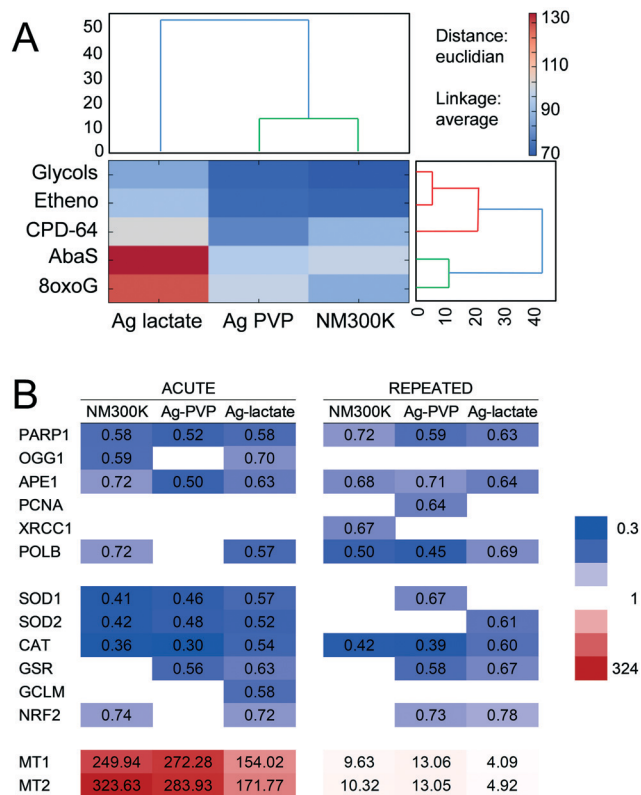 A
50
40
30
20
10
0
Distance:
euclidian
Linkage:
average
130
110
90
70
Glycols
Etheno
CPD-64
AbaS
8oxoG
Ag lactate Ag PVP NM300K
0 10 20 30 40
B
ACUTE REPEATED
NM300K Ag-PVP Ag-lactate NM300K Ag-PVP Ag-lactate
PARP1 0.58 0.52 0.58 0.72 0.59 0.63
OGG1 0.59 0.70
APE1 0.72 0.50 0.63 0.68 0.71 0.64
PCNA 0.64
XRCC1 0.67
POLB 0.72 0.57 0.50 0.45 0.69
SOD1 0.41 0.46 0.57 0.67
SOD2 0.42 0.48 0.52 0.61
CAT 0.36 0.30 0.54 0.42 0.39 0.60
GSR 0.56 0.63 0.58 0.67
GCLM 0.58
NRF2 0.74 0.72 0.73 0.78
MT1 249.94 272.28 154.02 9.63 13.06 4.09
MT2 323.63 283.93 171.77 10.32 13.05 4.92
0.3
1
324